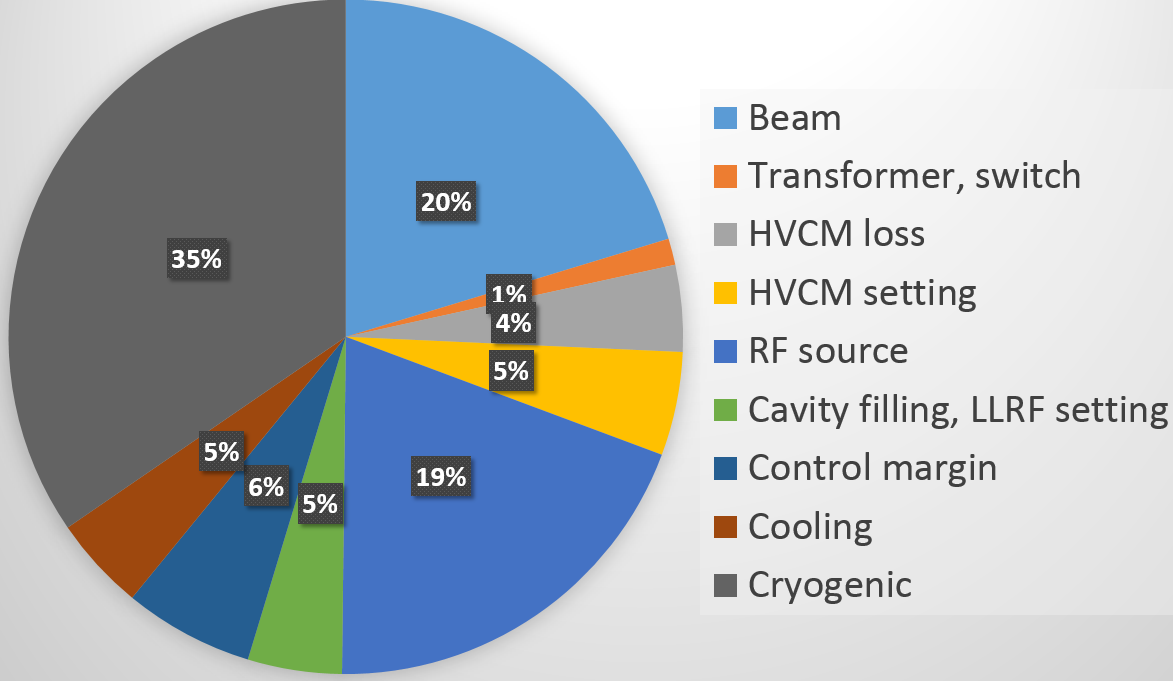 20%
1%
4%
5%
19%
5%
6%
5%
35%
Beam
Transformer, switch
HVCM loss
HVCM setting
RF source
Cavity filling, LLRF setting
Control margin
Cooling
Cryogenic